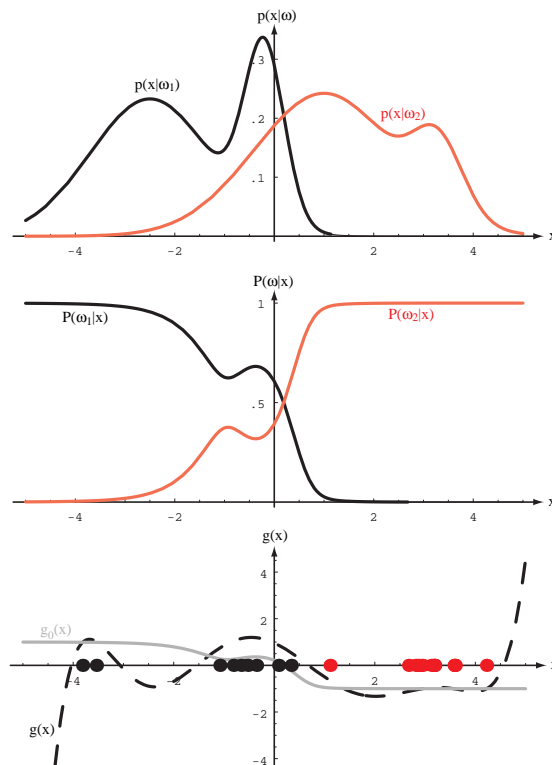 p(x|ω)
p(x|ω₁)
.3
.2
p(x|ω₂)
.1
x
-4 -2 2 4
P(ω|x)
1
P(ω₁|x) P(ω₂|x)
.5
x
-4 -2 2 4
g(x)
4
2
g₀(x)
x
-4 -2 2 4
-2
g(x)
-4